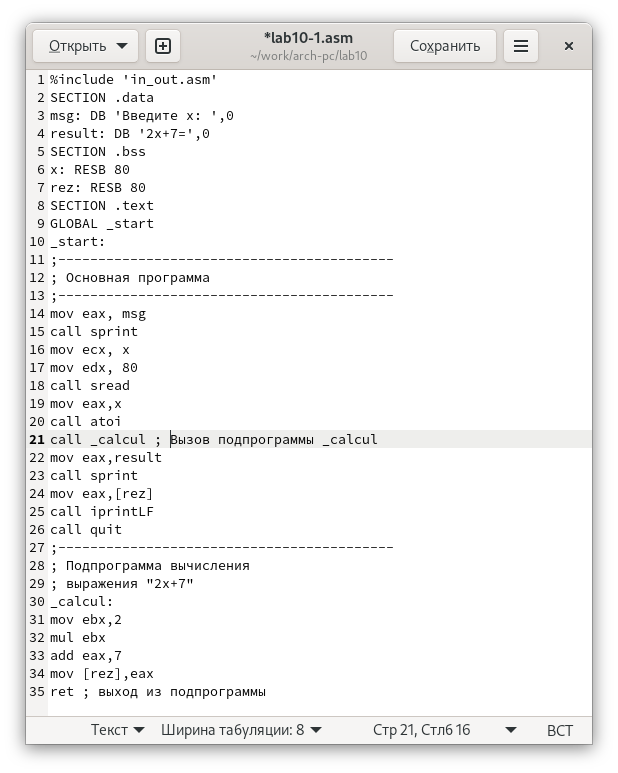 Открыть
*lab10-1.asm
~/work/arch-pc/lab10
Сохранить
1 %include 'in_out.asm'
2 SECTION .data
3 msg: DB 'Введите x: ',0
4 result: DB '2x+7=',0
5 SECTION .bss
6 x: RESB 80
7 rez: RESB 80
8 SECTION .text
9 GLOBAL _start
10 _start:
11 ;------------------------------------------
12 ; Основная программа
13 ;------------------------------------------
14 mov eax, msg
15 call sprint
16 mov ecx, x
17 mov edx, 80
18 call sread
19 mov eax,x
20 call atoi
21 call _calcul ; Вызов подпрограммы _calcul
22 mov eax,result
23 call sprint
24 mov eax,[rez]
25 call iprintLF
26 call quit
27 ;------------------------------------------
28 ; Подпрограмма вычисления
29 ; выражения "2x+7"
30 _calcul:
31 mov ebx,2
32 mul ebx
33 add eax,7
34 mov [rez],eax
35 ret ; выход из подпрограммы
Текст Ширина табуляции: 8 Стр 21, Стлб 16 ВСТ